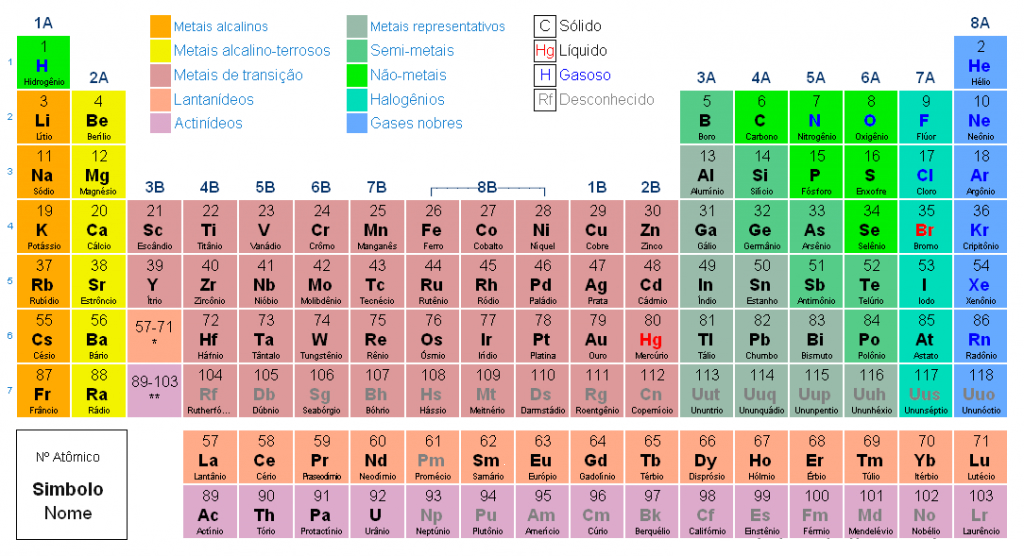 1A
8A
Metais alcalinos
Metais alcalino-terrosos
Metais de transição
Lantanídeos
Actinídeos
Metais representativos
Semi-metais
Não-metais
Halogênios
Gases nobres
C Sólido
Hg Líquido
H Gasoso
Rf Desconhecido
1 1 2
H He
Hidrogênio Hélio
2A 3A 4A 5A 6A 7A
2 3 4 5 6 7 8 9 10
Li Be B C N O F Ne
Lítio Berílio Boro Carbono Nitrogênio Oxigênio Flúor Neônio
3 11 12 13 14 15 16 17 18
Na Mg Al Si P S Cl Ar
Sódio Magnésio Alumínio Silício Fósforo Enxofre Cloro Argônio
3B 4B 5B 6B 7B 8B 1B 2B
4 19 20 21 22 23 24 25 26 27 28 29 30 31 32 33 34 35 36
K Ca Sc Ti V Cr Mn Fe Co Ni Cu Zn Ga Ge As Se Br Kr
Potássio Cálcio Escândio Titânio Vanádio Crômo Manganês Ferro Cobalto Níquel Cobre Zinco Gálio Germânio Arsênio Selênio Bromo Criptônio
5 37 38 39 40 41 42 43 44 45 46 47 48 49 50 51 52 53 54
Rb Sr Y Zr Nb Mo Tc Ru Rh Pd Ag Cd In Sn Sb Te I Xe
Rubídio Estrôncio Ítrio Zircônio Nióbio Molibdênio Tecnécio Rutênio Ródio Paládio Prata Cádmio Índio Estanho Antimônio Telúrio Iodo Xenônio
6 55 56 57-71 72 73 74 75 76 77 78 79 80 81 82 83 84 85 86
Cs Ba * Hf Ta W Re Os Ir Pt Au Hg Tl Pb Bi Po At Rn
Césio Bário Háfnio Tântalo Tungstênio Rênio Ósmio Irídio Platina Ouro Mercúrio Tálio Chumbo Bismuto Polônio Astato Radônio
7 87 88 89-103 104 105 106 107 108 109 110 111 112 113 114 115 116 117 118
Fr Ra ** Rf Db Sg Bh Hs Mt Ds Rg Cn Uut Uuq Uup Uuh Uus Uuo
Frâncio Rádio Rutherfó... Dúbnio Seabórgio Bóhrio Hássio Meitnério Darmstádio Roentgênio Copernício Ununtrio Ununquádio Ununpentio Ununhéxio Ununséptio Ununóctio
Nº Atômico
Simbolo
Nome
57 58 59 60 61 62 63 64 65 66 67 68 69 70 71
La Ce Pr Nd Pm Sm Eu Gd Tb Dy Ho Er Tm Yb Lu
Lantânio Cério Praseodímio Neodímio Promécio Samário Európio Gadolínio Térbio Disprósio Hólmio Érbio Túlio Itérbio Lutécio
89 90 91 92 93 94 95 96 97 98 99 100 101 102 103
Ac Th Pa U Np Pu Am Cm Bk Cf Es Fm Md No Lr
Actínio Tório Protactínio Urânio Neptúnio Plutônio Amerício Cúrio Berquélio Califórnio Einstênio Férmio Mendelévio Nobélio Laurêncio